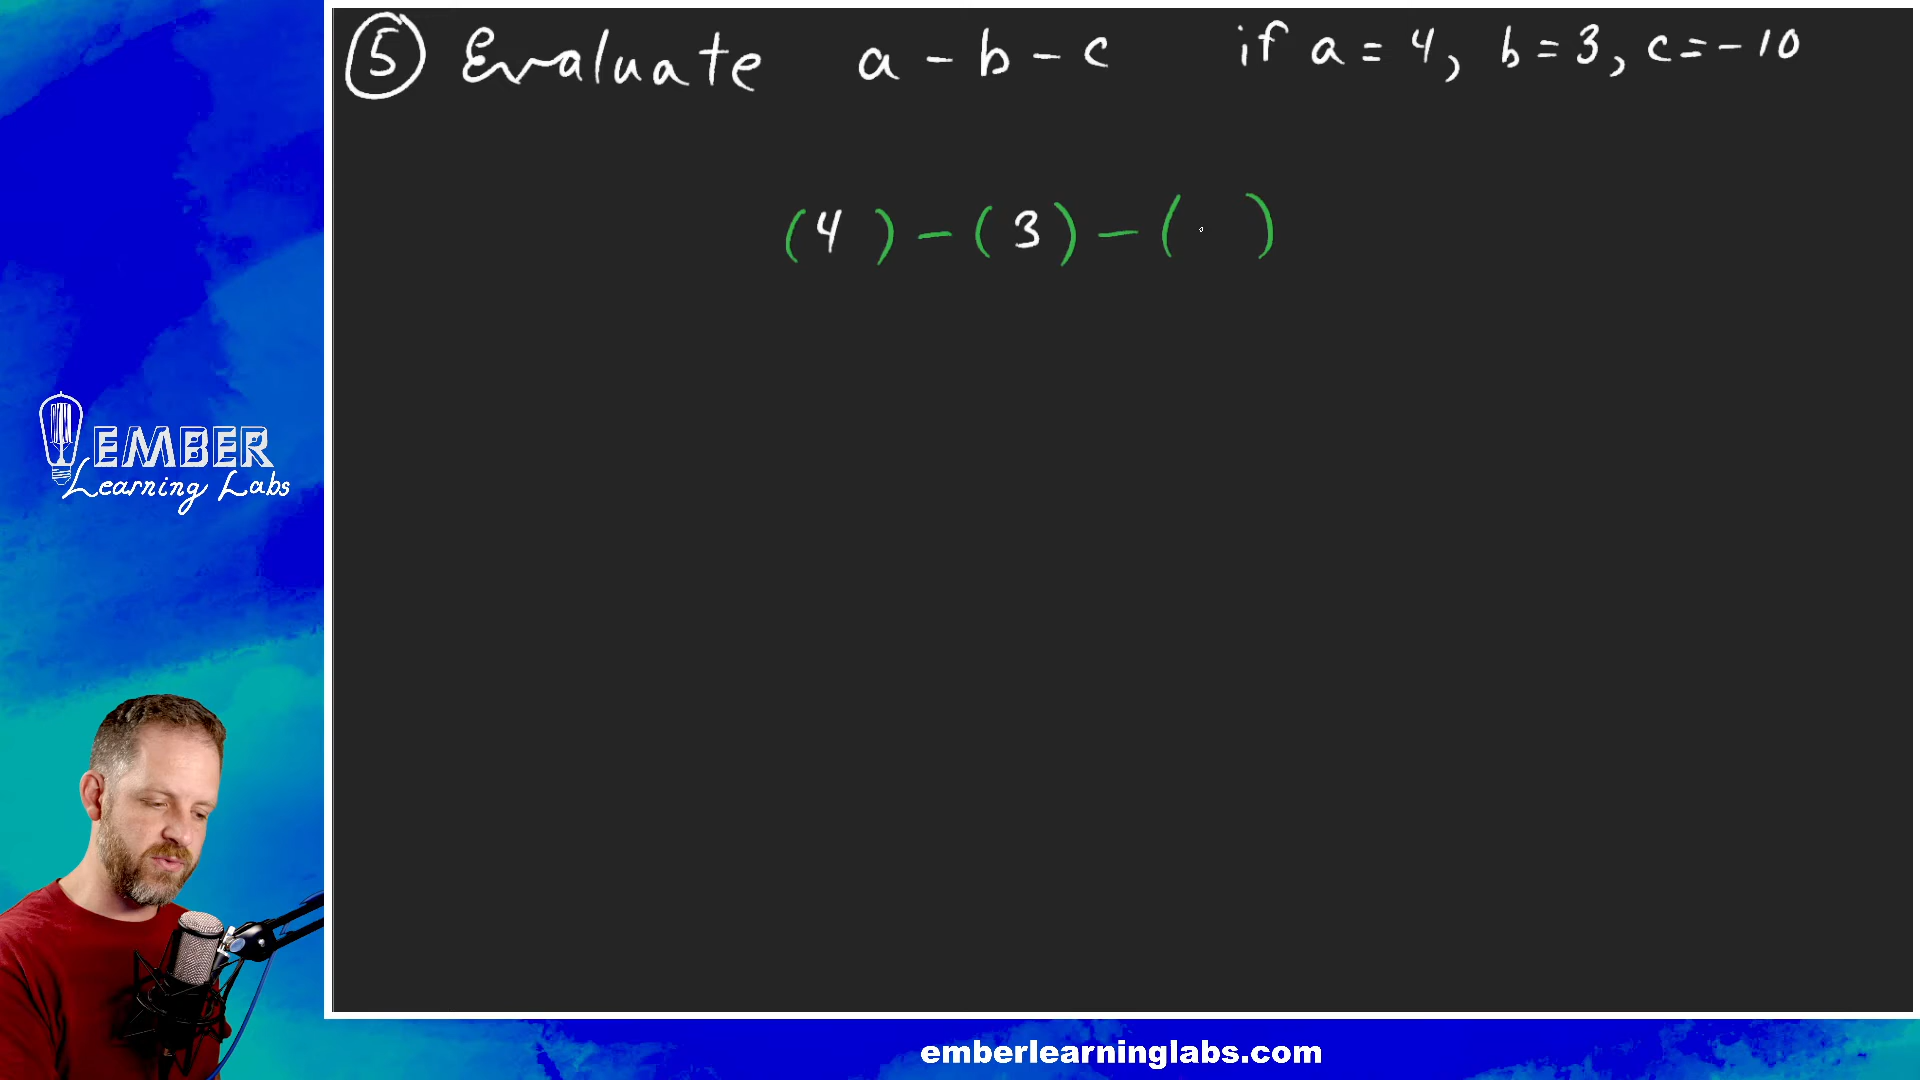 ⑤ Evaluate a - b - c if a = 4, b = 3, c = -10
(4) - (3) - ( )
EMBER
Learning Labs
emberlearninglabs.com